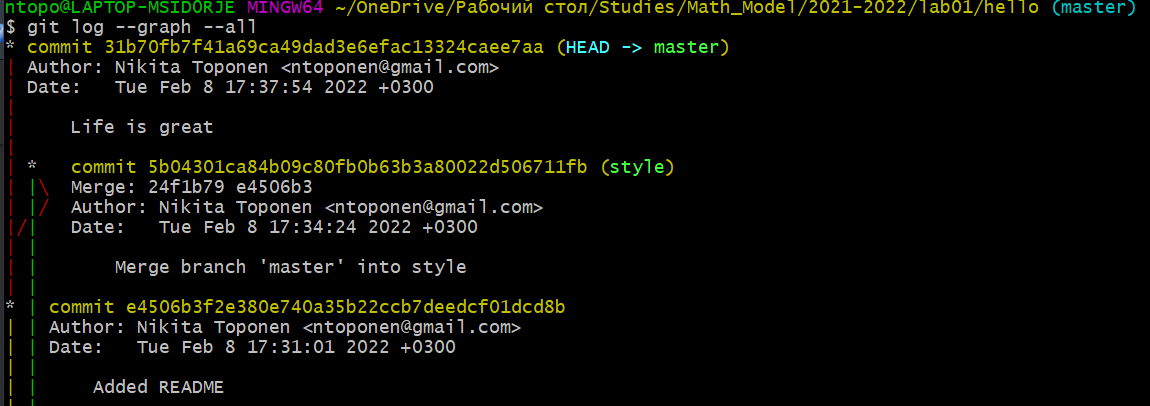 ntopo@LAPTOP-MSIDORJE MINGW64 ~/OneDrive/Рабочий стол/Studies/Math_Model/2021-2022/lab01/hello (master)
$ git log --graph --all
* commit 31b70fb7f41a69ca49dad3e6efac13324caee7aa (HEAD -> master)
| Author: Nikita Toponen <ntoponen@gmail.com>
| Date:   Tue Feb 8 17:37:54 2022 +0300
|
|     Life is great
|
| *   commit 5b04301ca84b09c80fb0b63b3a80022d506711fb (style)
| |\  Merge: 24f1b79 e4506b3
| |/  Author: Nikita Toponen <ntoponen@gmail.com>
|/|   Date:   Tue Feb 8 17:34:24 2022 +0300
| |
| |       Merge branch 'master' into style
| |
* | commit e4506b3f2e380e740a35b22ccb7deedcf01dcd8b
| | Author: Nikita Toponen <ntoponen@gmail.com>
| | Date:   Tue Feb 8 17:31:01 2022 +0300
| |
| |     Added README
| |